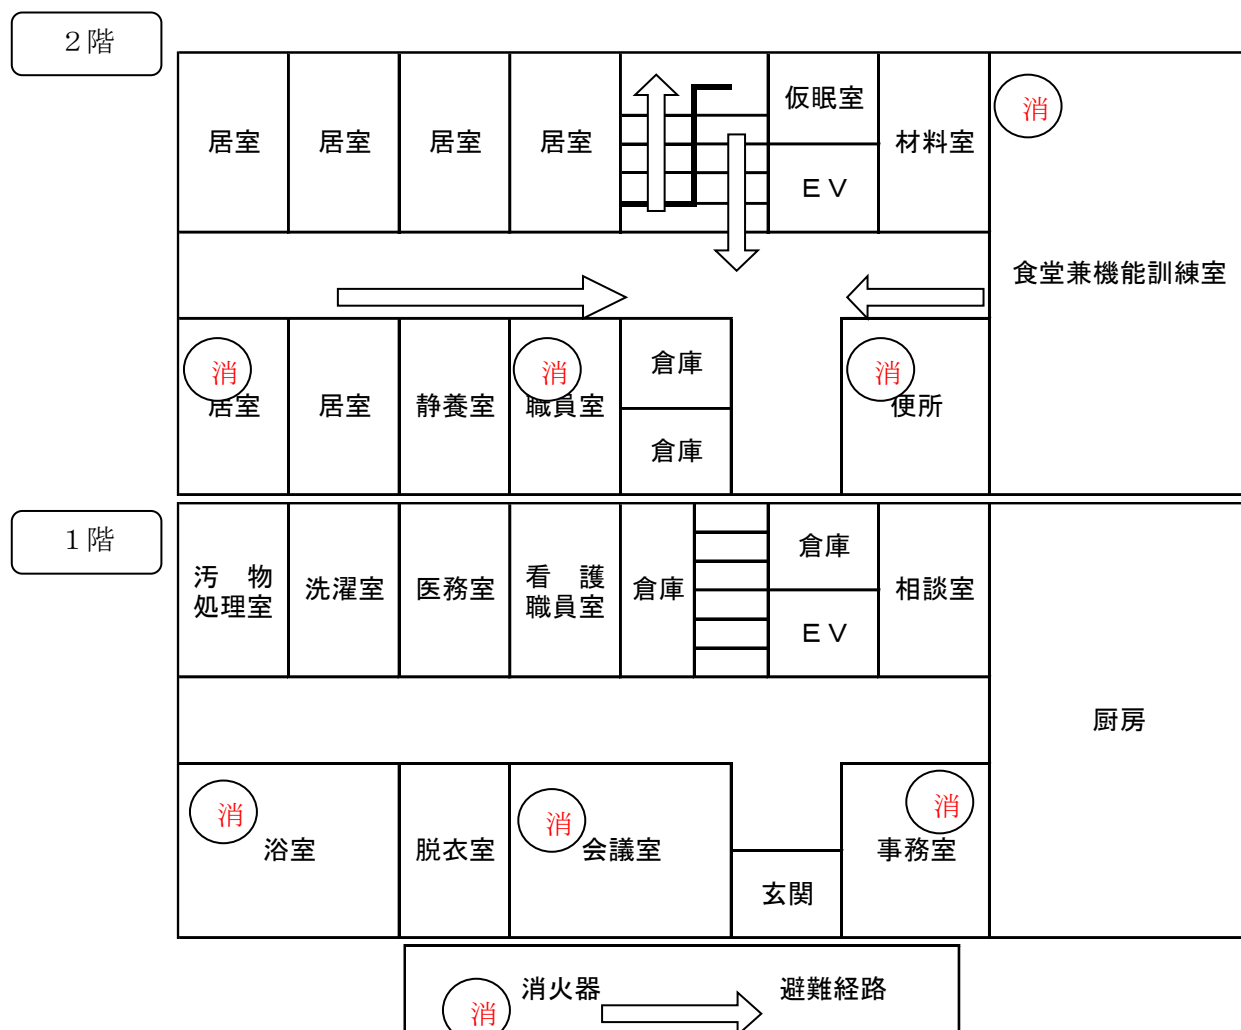 ２階
居室
居室
居室
居室
仮眠室
ＥＶ
材料室
消
食堂兼機能訓練室
消
居室
居室
静養室
消
職員室
倉庫
倉庫
消
便所
１階
汚　物
処理室
洗濯室
医務室
看　護
職員室
倉庫
倉庫
ＥＶ
相談室
厨房
消
浴室
脱衣室
消
会議室
玄関
消
事務室
消
消火器
避難経路